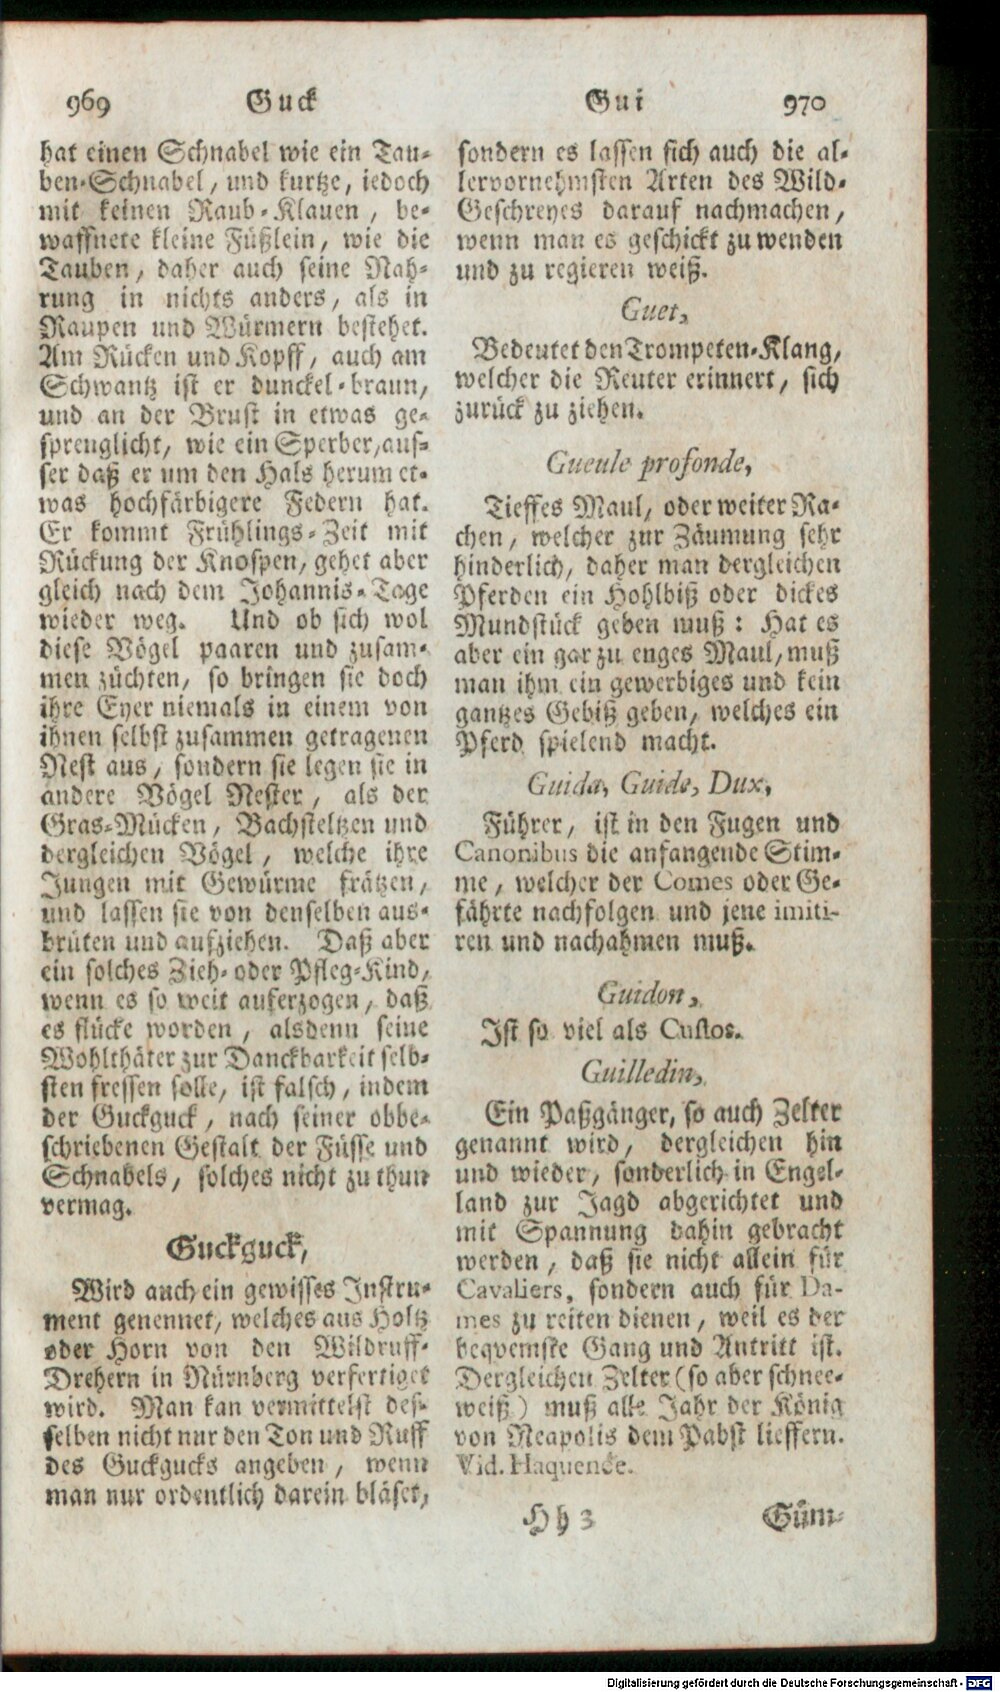 969 Guck
hat einen Schnabel wie ein Tau-
ben-Schnabel, und kurtze, iedoch
mit keinen Raub-Klauen, be-
waffnete kleine Füßlein, wie die
Tauben, daher auch seine Nah-
rung in nichts anders, als in
Raupen und Würmern bestehet.
Am Rücken und Kopff, auch am
Schwantz ist er dunckel-braun,
und an der Brust in etwas ge-
sprenglicht, wie ein Sperber, aus-
ser daß er um den Hals herum et-
was hochfärbigere Federn hat.
Er kommt Frühlings-Zeit mit
Rückung der Knospen, gehet aber
gleich nach dem Johannis-Tage
wieder weg. Und ob sich wol
diese Vögel paaren und zusam-
men züchten, so bringen sie doch
ihre Eyer niemals in einem von
ihnen selbst zusammen getragenen
Nest aus, sondern sie legen sie in
andere Vögel Nester, als der
Gras-Mücken, Bachsteltzen und
dergleichen Vögel, welche ihre
Jungen mit Gewürme frätzen,
und lassen sie von denselben aus-
brüten und aufziehen. Daß aber
ein solches Zieh- oder Pfleg-Kind,
wenn es so weit auferzogen, daß
es flücke worden, alsdenn seine
Wohlthäter zur Danckbarkeit selb-
sten fressen solle, ist falsch, indem
der Guckguck, nach seiner obbe-
schriebenen Gestalt der Füsse und
Schnabels, solches nicht zu thun
vermag.
Guckguck,
Wird auch ein gewisses Instru-
ment genennet, welches aus Holtz
oder Horn von den Wildruff-
Drehern in Nürnberg verfertiget
wird. Man kan vermittelst des-
selben nicht nur den Ton und Ruff
des Guckgucks angeben, wenn
man nur ordentlich darein bläset,
Gui 970
sondern es lassen sich auch die al-
lervornehmsten Arten des Wild-
Geschreyes darauf nachmachen,
wenn man es geschickt zu wenden
und zu regieren weiß.
Guet,
Bedeutet den Trompeten-Klang,
welcher die Reuter erinnert, sich
zurück zu ziehen.
Gueule profonde,
Tieffes Maul, oder weiter Ra-
chen, welcher zur Zäumung sehr
hinderlich, daher man dergleichen
Pferden ein Hohlbiß oder dickes
Mundstück geben muß: Hat es
aber ein gar zu enges Maul, muß
man ihm ein gewerbiges und kein
gantzes Gebiß geben, welches ein
Pferd spielend macht.
Guida, Guide, Dux,
Führer, ist in den Fugen und
Canonibus die anfangende Stim-
me, welcher der Comes oder Ge-
fährte nachfolgen und jene imiti-
ren und nachahmen muß.
Guidon,
Ist so viel als Custos.
Guilledin,
Ein Paßgänger, so auch Zelter
genannt wird, dergleichen hin
und wieder, sonderlich in Engel-
land zur Jagd abgerichtet und
mit Spannung dahin gebracht
werden, daß sie nicht allein für
Cavaliers, sondern auch für Da-
mes zu reiten dienen, weil es der
beqvemste Gang und Antritt ist.
Dergleichen Zelter (so aber schnee-
weiß) muß alle Jahr der König
von Neapolis dem Pabst lieffern.
Vid. Haquenée.
Hh 3 Güm-
Digitalisierung gefördert durch die Deutsche Forschungsgemeinschaft - DFG